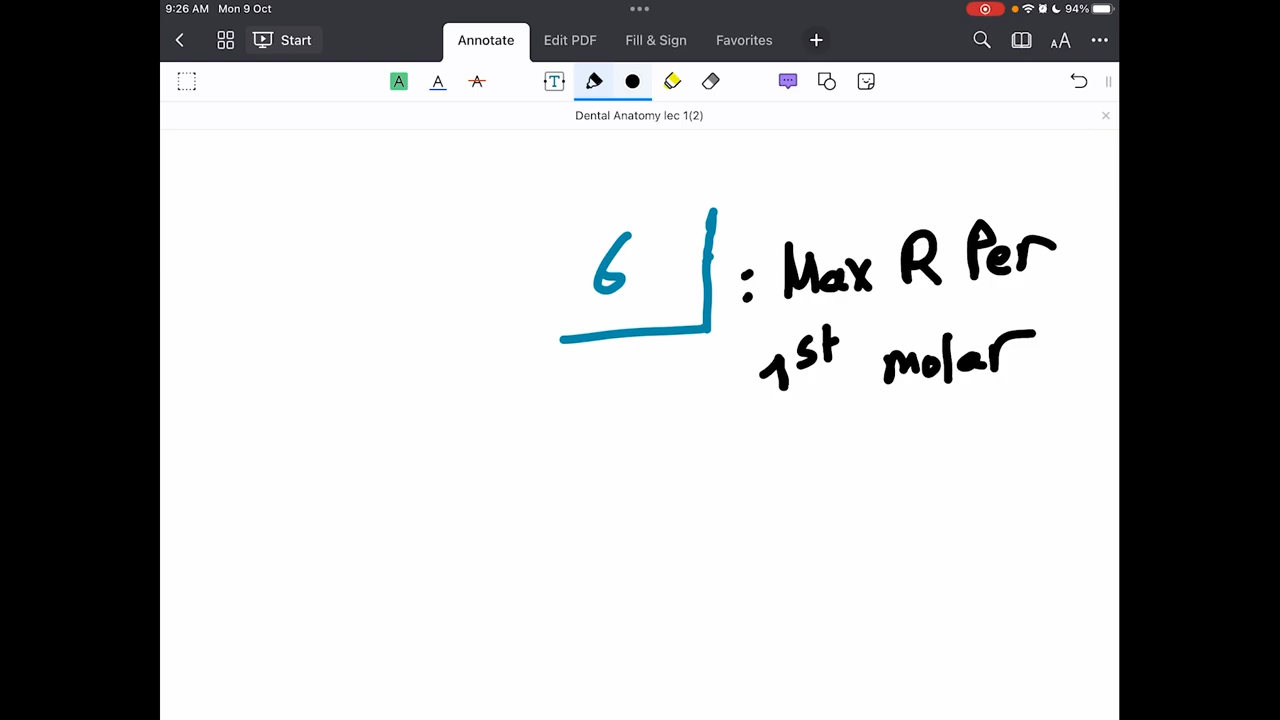 9:26 AM Mon 9 Oct 94%
Start Annotate Edit PDF Fill & Sign Favorites
Dental Anatomy lec 1(2)
6 : Max R Per
1st molar